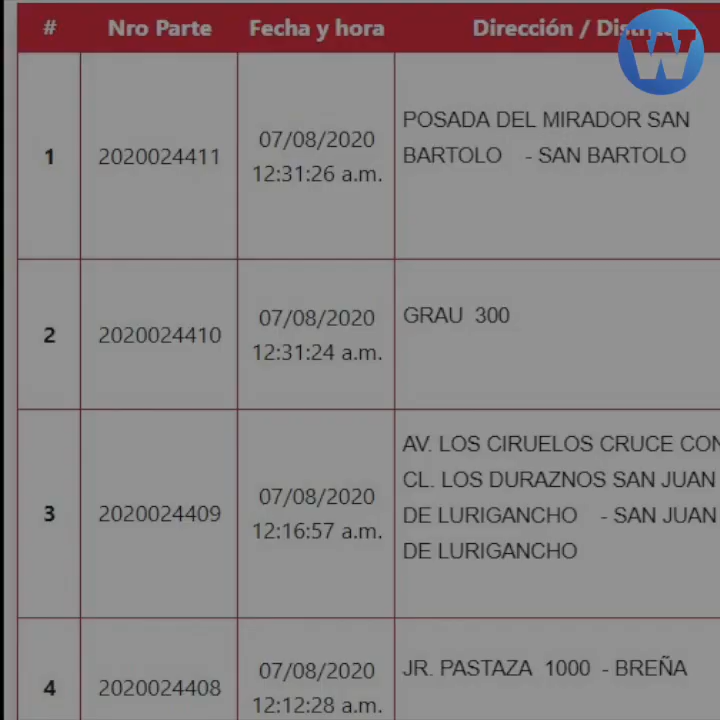 # Nro Parte Fecha y hora Dirección / Dist
W
1 2020024411 07/08/2020 12:31:26 a.m. POSADA DEL MIRADOR SAN
BARTOLO - SAN BARTOLO
2 2020024410 07/08/2020 12:31:24 a.m. GRAU 300
3 2020024409 07/08/2020 12:16:57 a.m. AV. LOS CIRUELOS CRUCE CON
CL. LOS DURAZNOS SAN JUAN
DE LURIGANCHO - SAN JUAN
DE LURIGANCHO
4 2020024408 07/08/2020 12:12:28 a.m. JR. PASTAZA 1000 - BREÑA